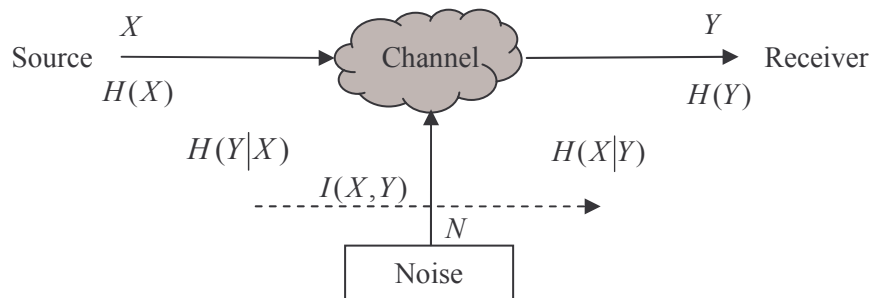 X
Y
Source
Channel
Receiver
H(X)
H(Y)
H(Y|X)
H(X|Y)
I(X,Y)
N
Noise